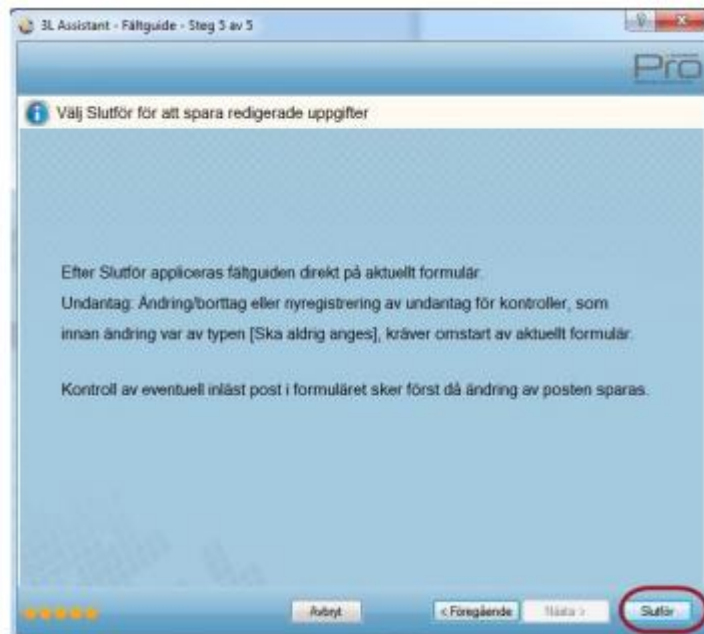 3L Assistant - Fältguide - Steg 5 av 5
Pro
Välj Slutför för att spara redigerade uppgifter
Efter Slutför appliceras fältguiden direkt på aktuellt formulär.
Undantag: Ändring/borttag eller nyregistrering av undantag för kontroller, som
innan ändring var av typen [Ska aldrig anges], kräver omstart av aktuellt formulär.
Kontroll av eventuell inläst post i formuläret sker först då ändring av posten sparas.
Avbryt
< Föregående
Nästa >
Slutför